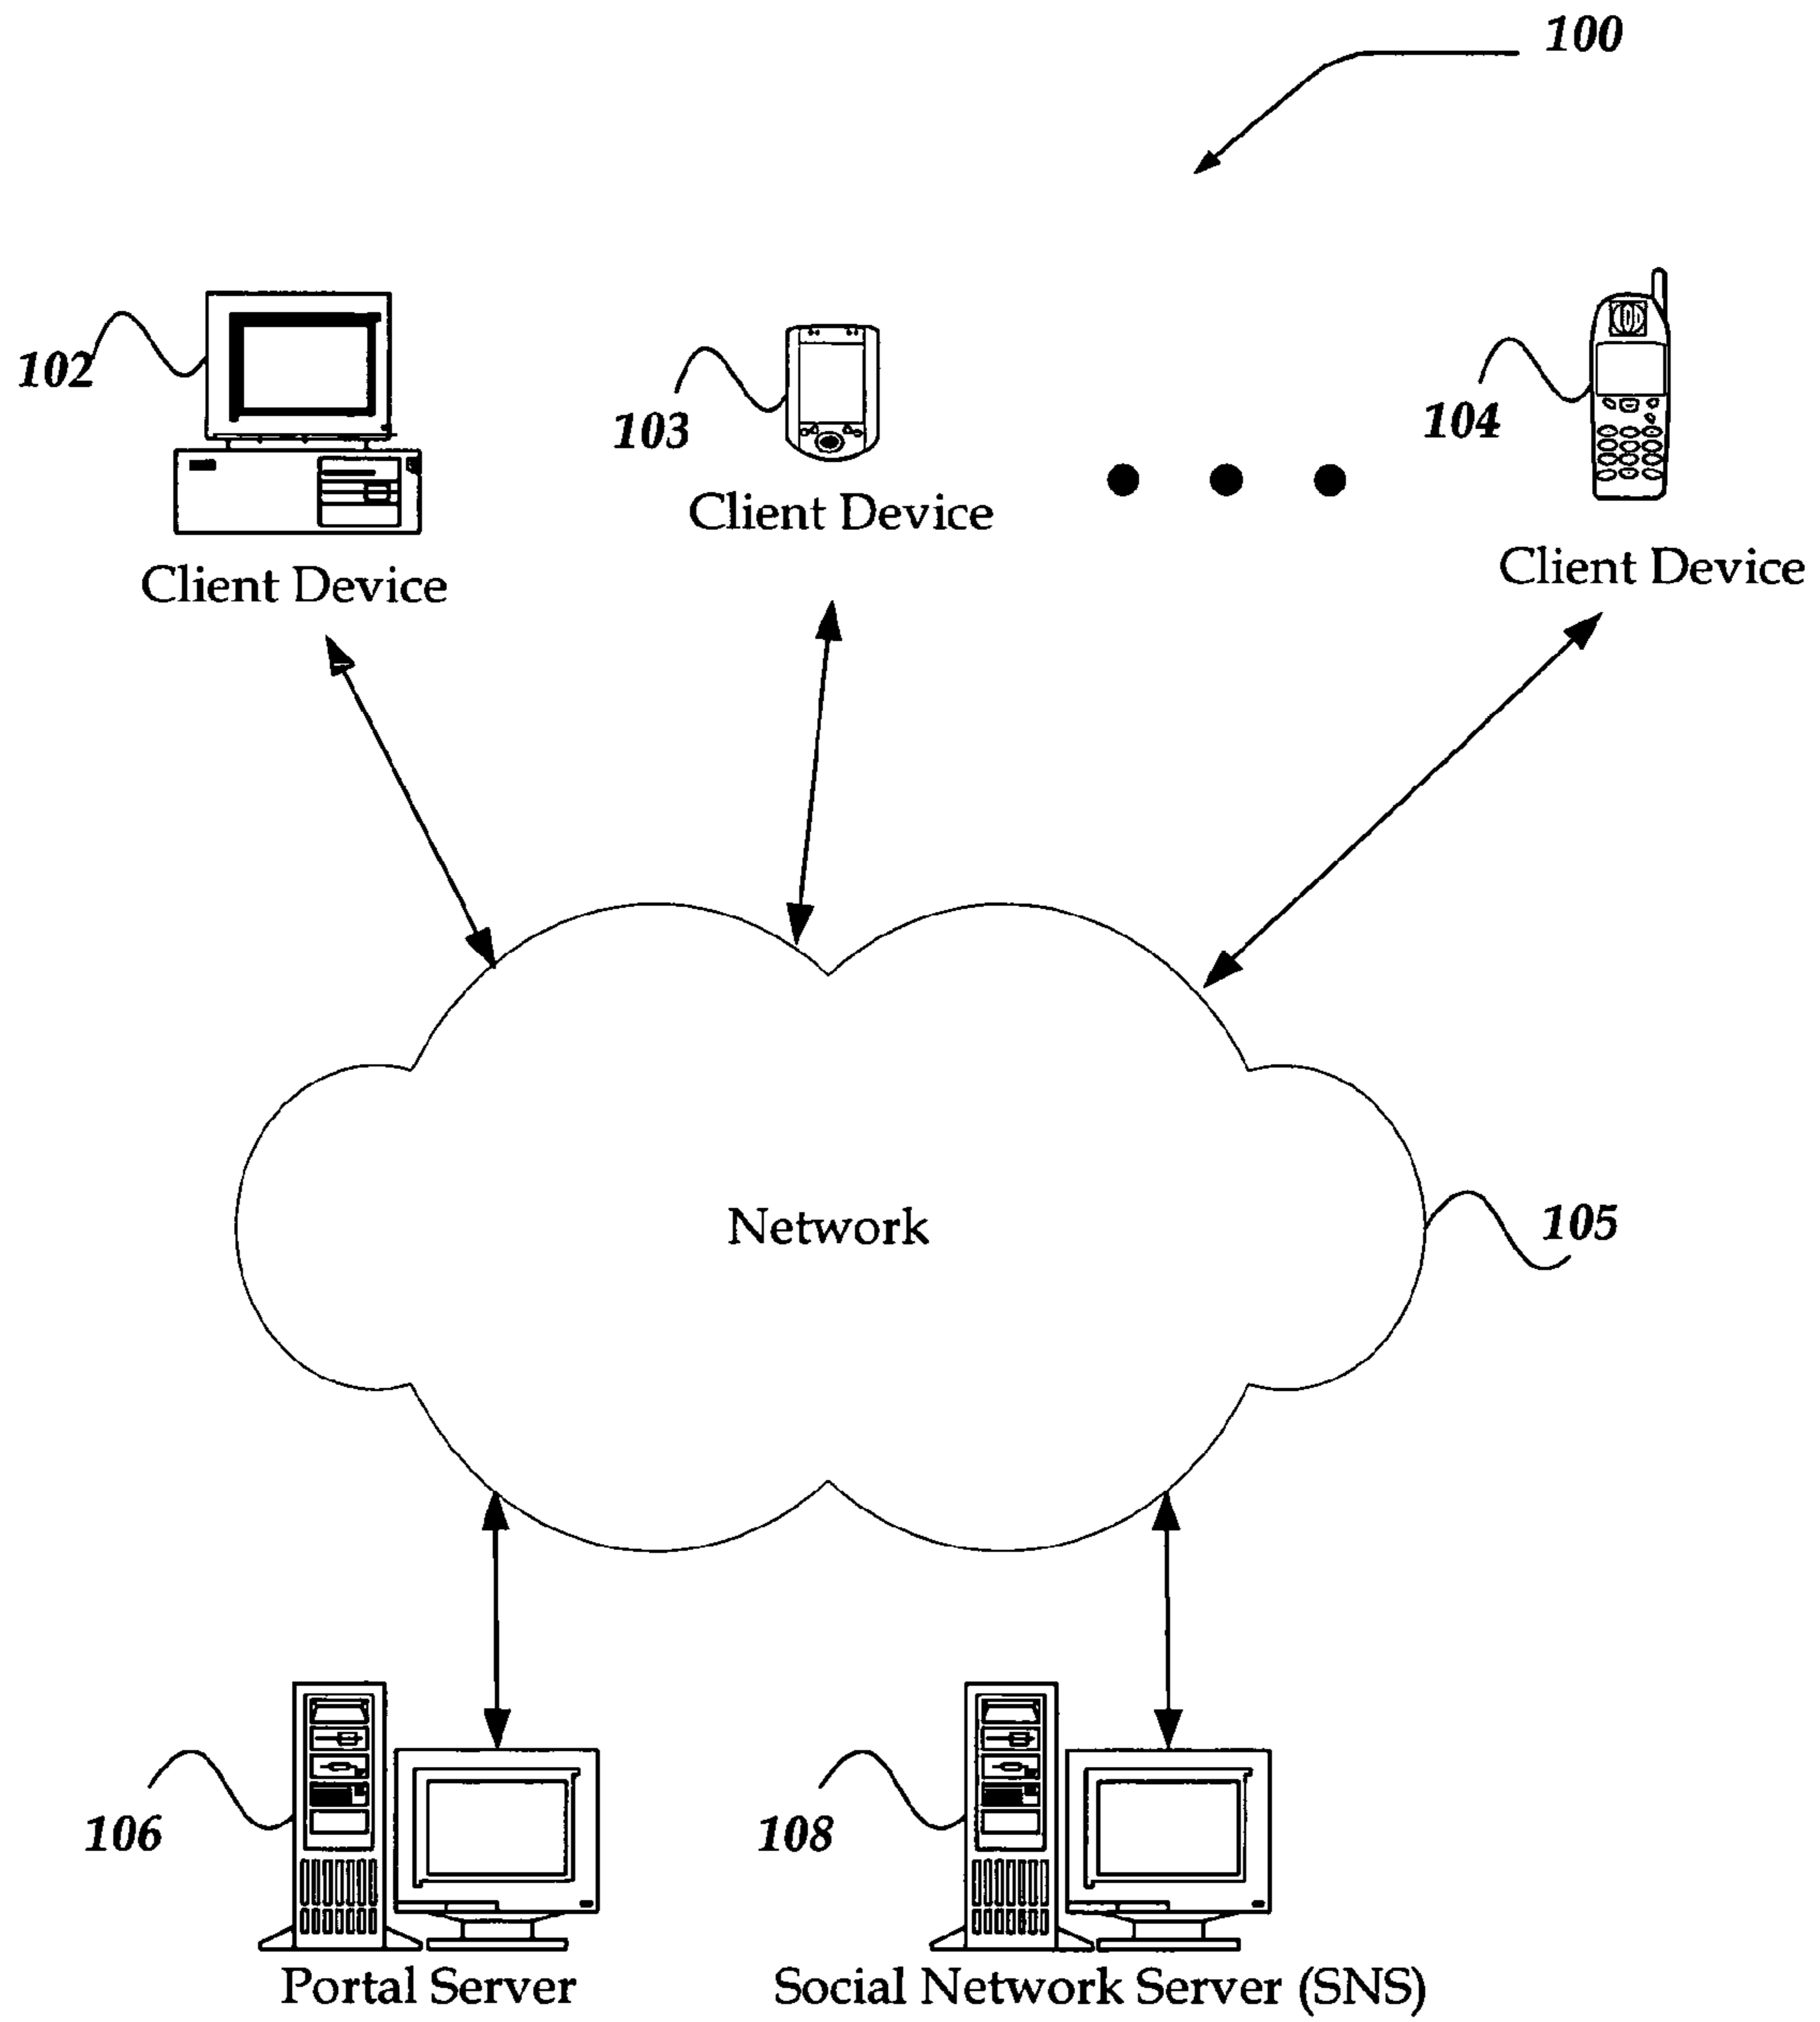 100
102
103
104
Client Device
Client Device
Client Device
Network
105
106
108
Portal Server
Social Network Server (SNS)